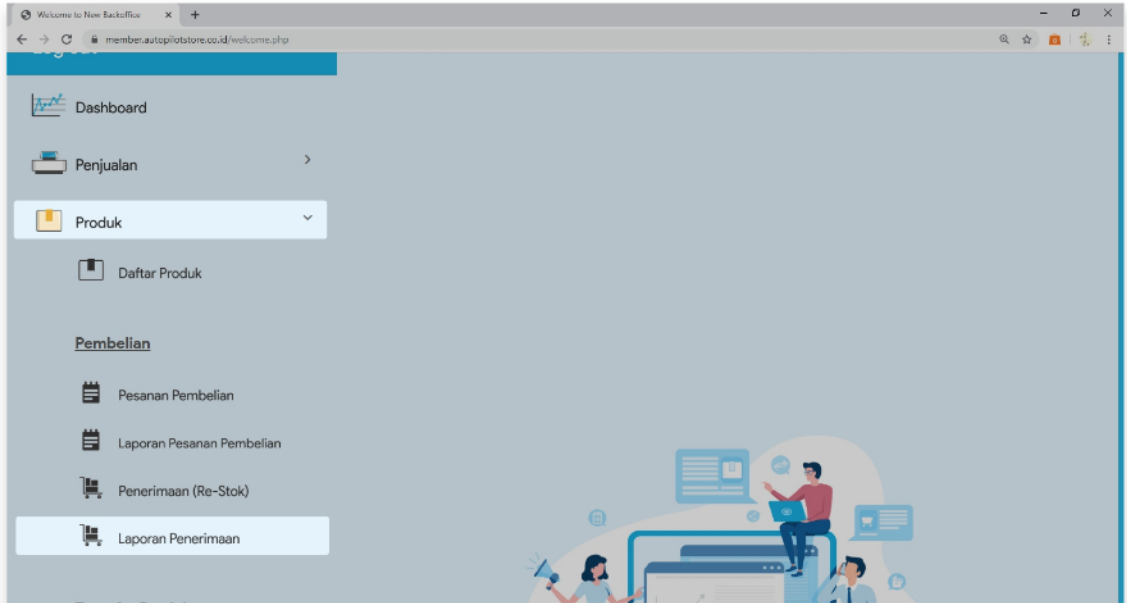 Welcome to New Backoffice
member.autopilotstore.co.id/welcome.php
Dashboard
Penjualan
Produk
Daftar Produk
Pembelian
Pesanan Pembelian
Laporan Pesanan Pembelian
Penerimaan (Re-Stok)
Laporan Penerimaan